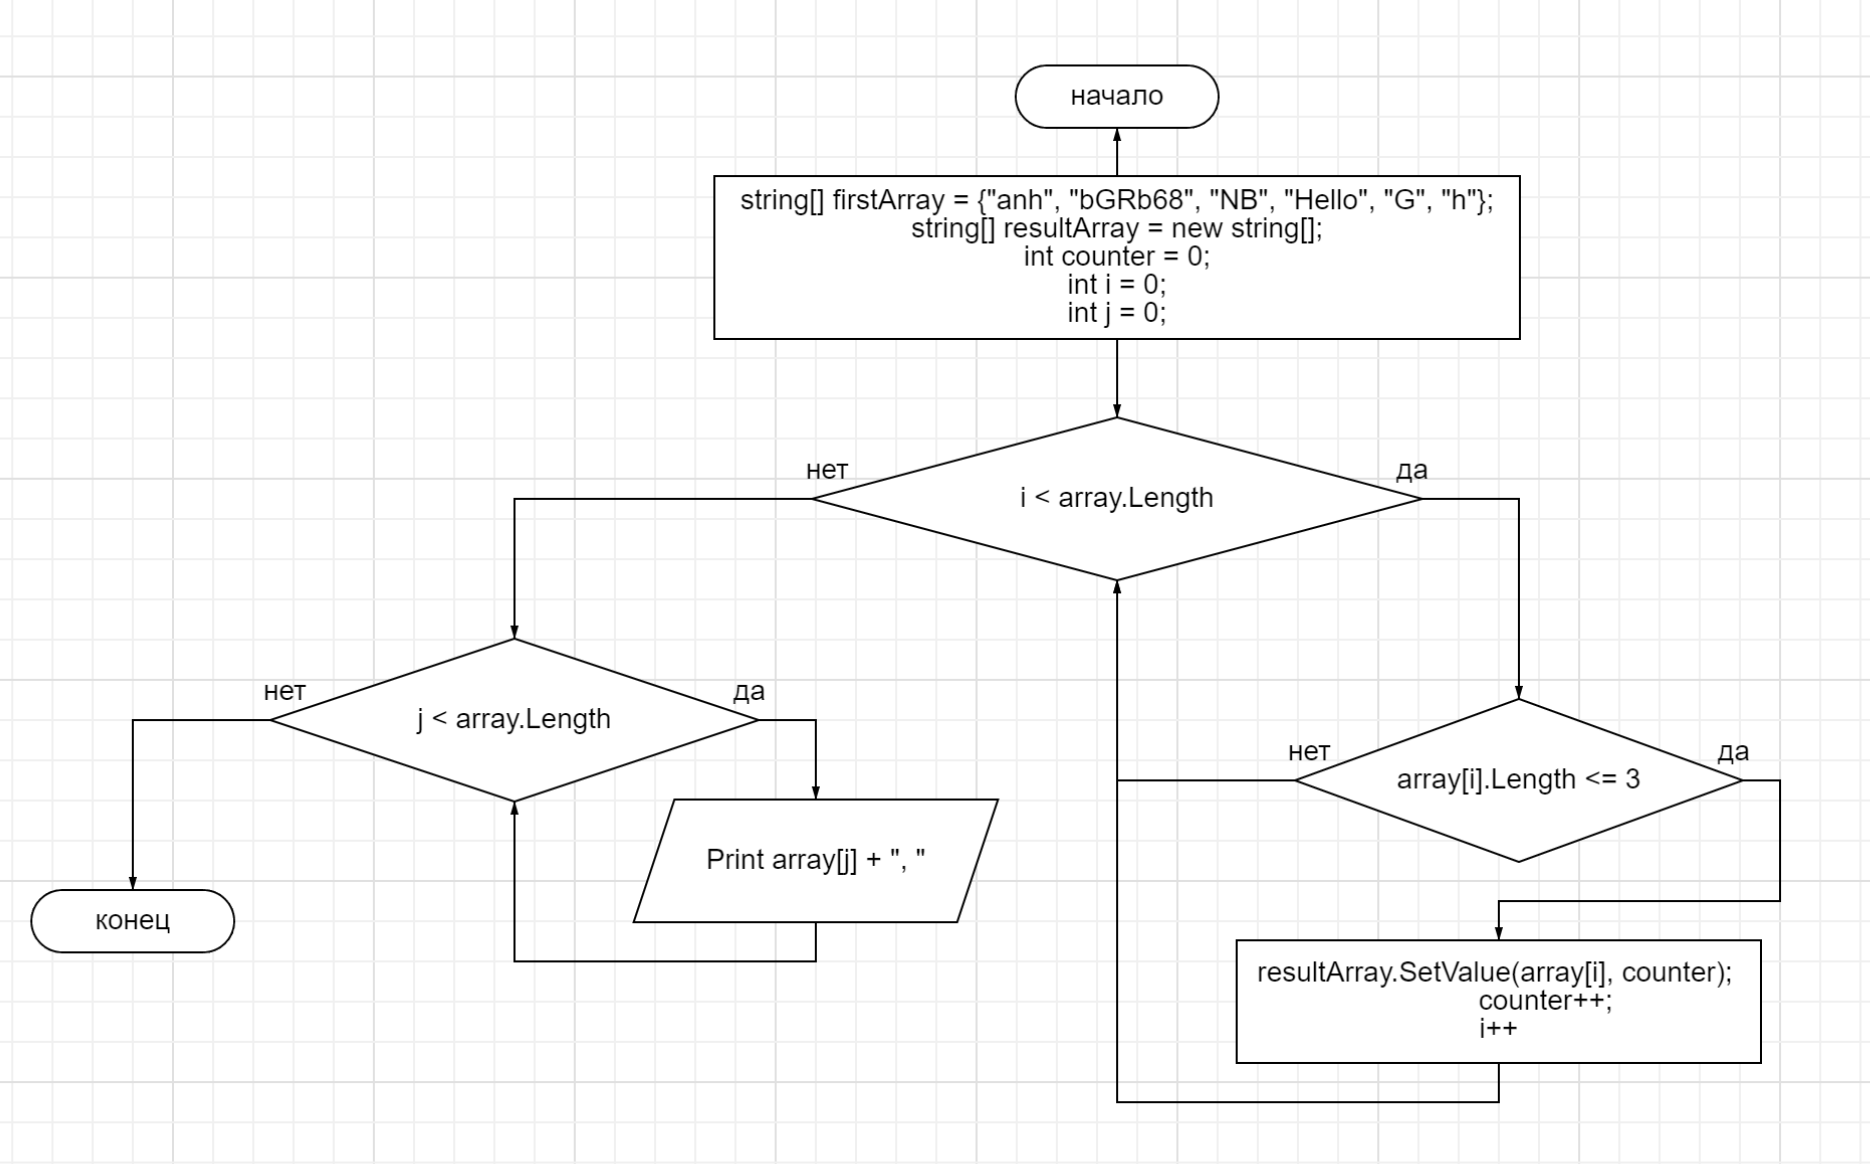 начало
string[] firstArray = {"anh", "bGRb68", "NB", "Hello", "G", "h"};
string[] resultArray = new string[];
int counter = 0;
int i = 0;
int j = 0;
нет
да
i < array.Length
нет
да
j < array.Length
нет
да
array[i].Length <= 3
Print array[j] + ", "
конец
resultArray.SetValue(array[i], counter);
counter++;
i++